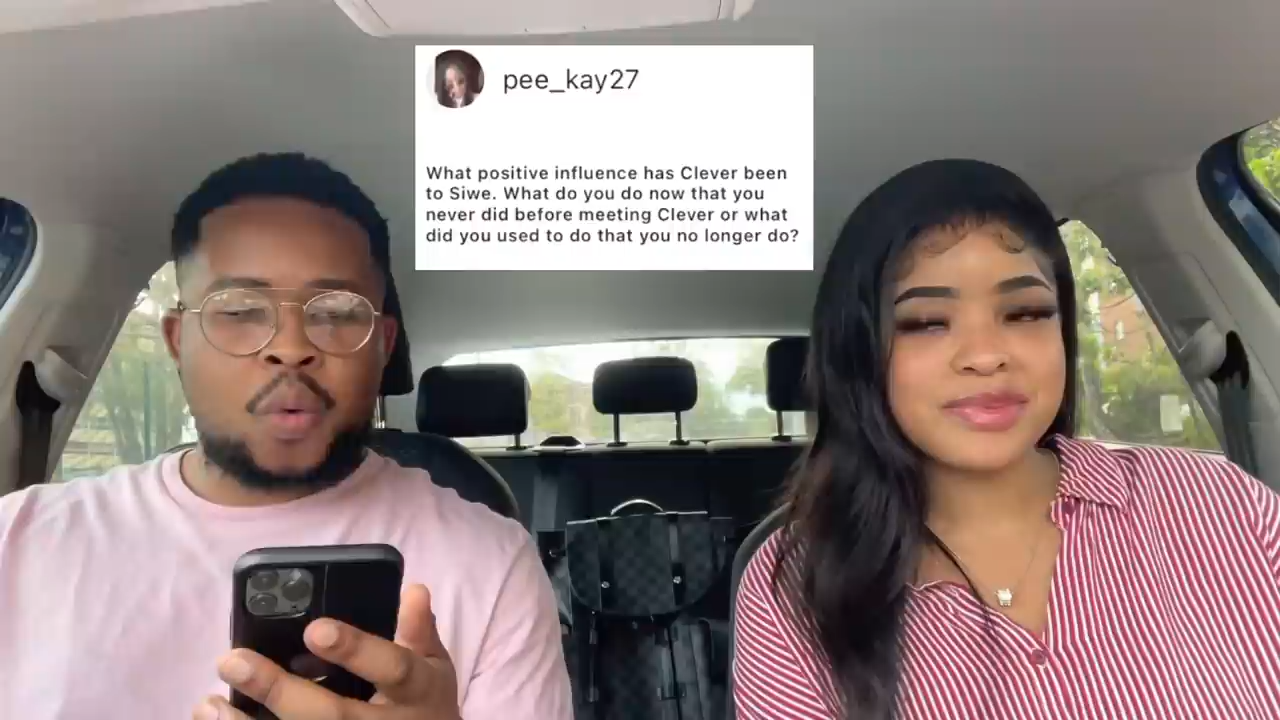 pee_kay27
What positive influence has Clever been
to Siwe. What do you do now that you
never did before meeting Clever or what
did you used to do that you no longer do?